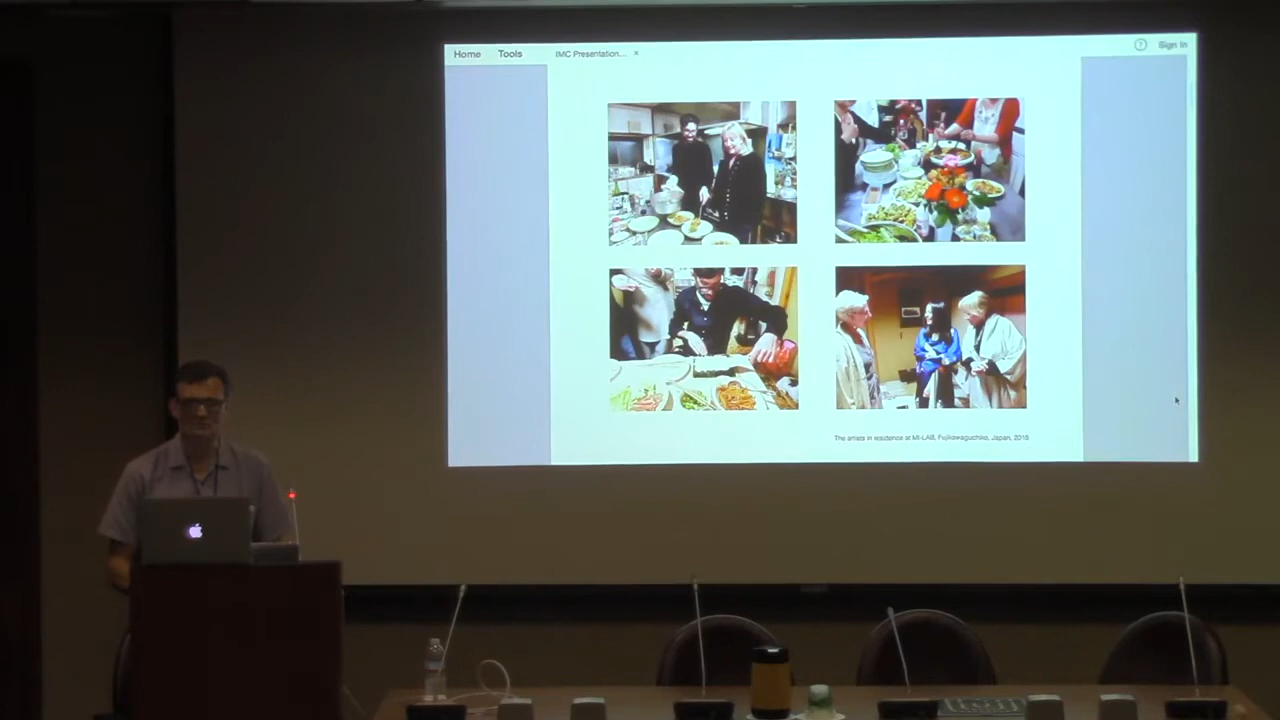 Home Tools IMC Presentation... × ? Sign In
The artists in residence at MI-LAB, Fujikawaguchiko, Japan, 2016